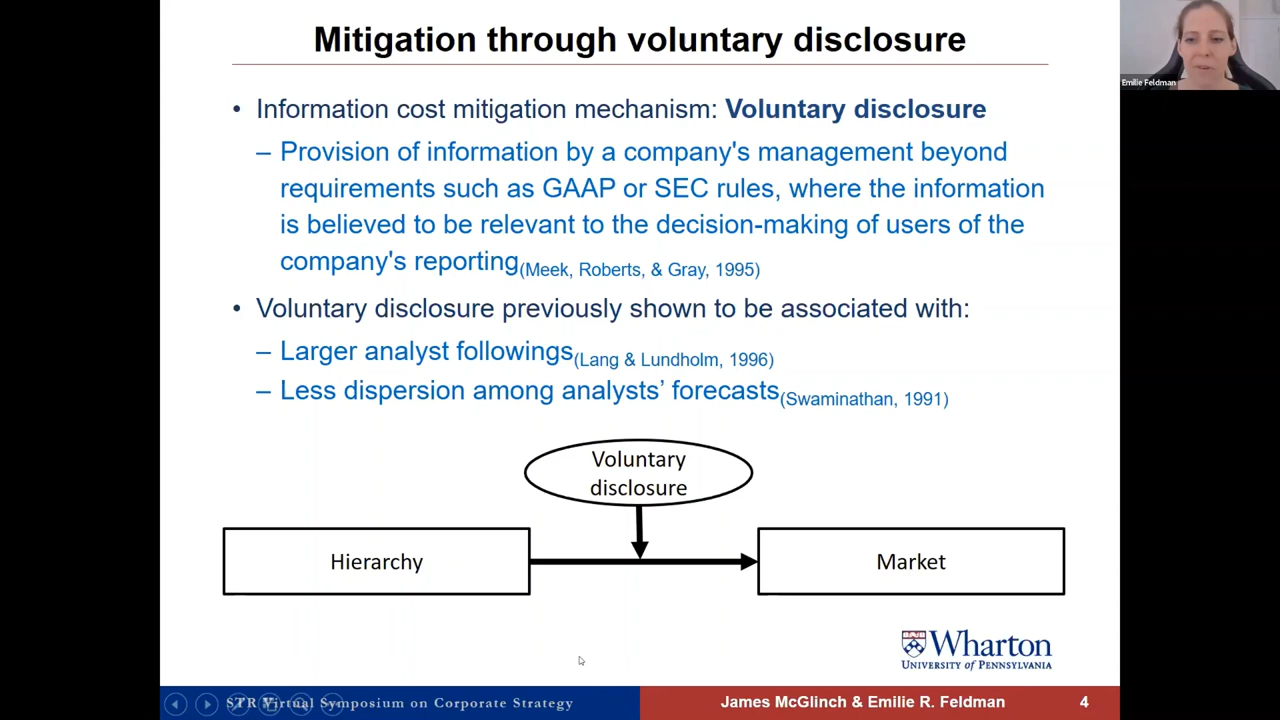 Mitigation through voluntary disclosure
Emilie Feldman
• Information cost mitigation mechanism: Voluntary disclosure
– Provision of information by a company's management beyond
requirements such as GAAP or SEC rules, where the information
is believed to be relevant to the decision-making of users of the
company's reporting(Meek, Roberts, & Gray, 1995)
• Voluntary disclosure previously shown to be associated with:
– Larger analyst followings(Lang & Lundholm, 1996)
– Less dispersion among analysts’ forecasts(Swaminathan, 1991)
Voluntary
disclosure
Hierarchy
Market
Wharton
UNIVERSITY of PENNSYLVANIA
STR Virtual Symposium on Corporate Strategy
James McGlinch & Emilie R. Feldman
4